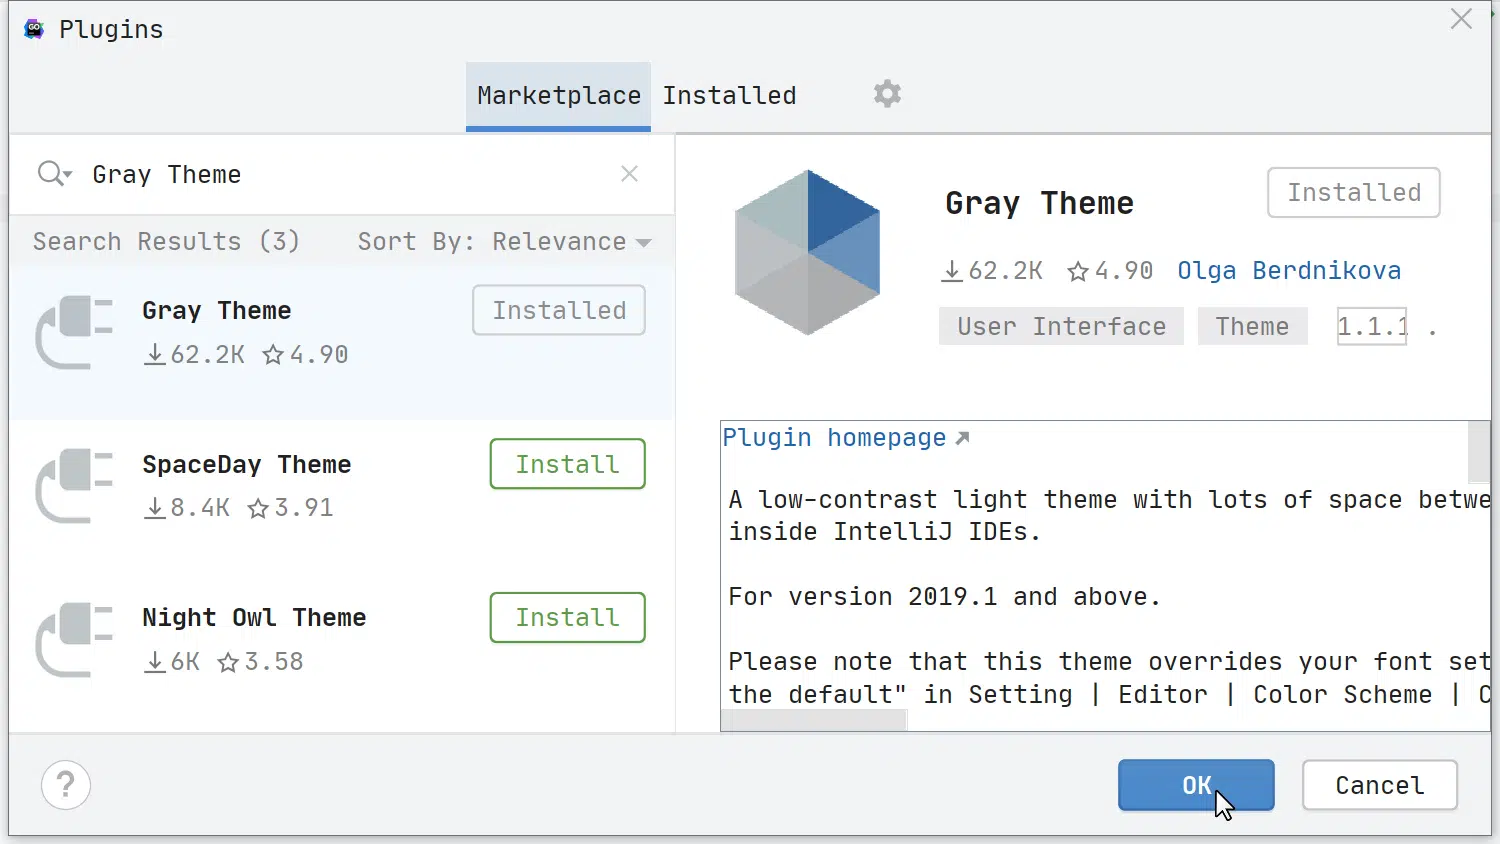 GO
Plugins
Marketplace Installed
Gray Theme
Search Results (3) Sort By: Relevance
Gray Theme Installed
62.2K 4.90
SpaceDay Theme Install
8.4K 3.91
Night Owl Theme Install
6K 3.58
Gray Theme Installed
62.2K 4.90 Olga Berdnikova
User Interface Theme 1.1.1 .
Plugin homepage
A low-contrast light theme with lots of space betwe
inside IntelliJ IDEs.
For version 2019.1 and above.
Please note that this theme overrides your font set
the default" in Setting | Editor | Color Scheme | C
? OK Cancel